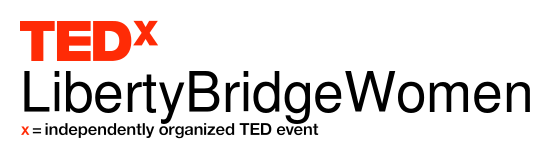 TEDx
LibertyBridgeWomen
x = independently organized TED event